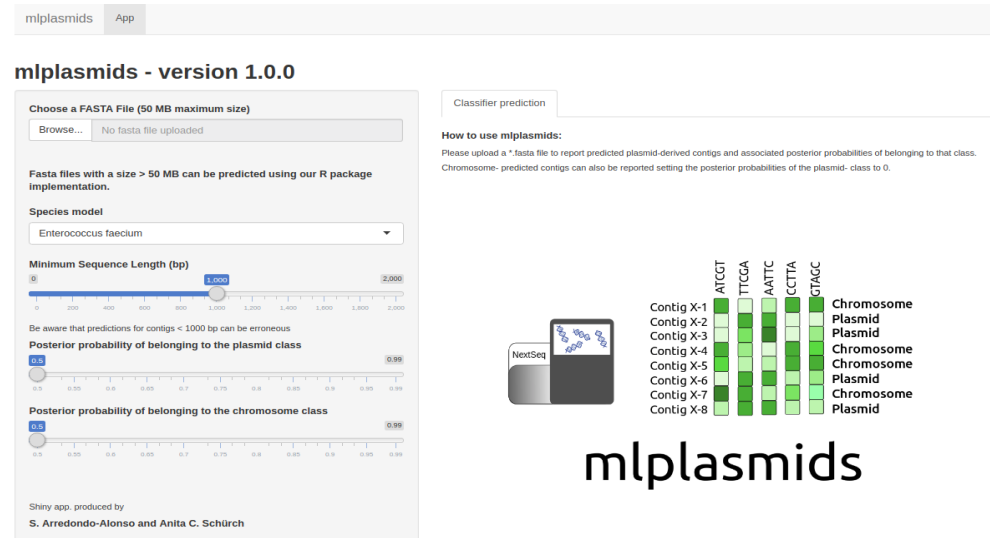 mlplasmids App
mlplasmids - version 1.0.0
Choose a FASTA File (50 MB maximum size)
Browse... No fasta file uploaded
Fasta files with a size > 50 MB can be predicted using our R package
implementation.
Species model
Enterococcus faecium
Minimum Sequence Length (bp)
0 1,000 2,000
0 200 400 600 800 1,000 1,200 1,400 1,600 1,800 2,000
Be aware that predictions for contigs < 1000 bp can be erroneous
Posterior probability of belonging to the plasmid class
0.5 0.99
0.5 0.55 0.6 0.65 0.7 0.75 0.8 0.85 0.9 0.95 0.99
Posterior probability of belonging to the chromosome class
0.5 0.99
0.5 0.55 0.6 0.65 0.7 0.75 0.8 0.85 0.9 0.95 0.99
Shiny app. produced by
S. Arredondo-Alonso and Anita C. Schürch
Classifier prediction
How to use mlplasmids:
Please upload a *.fasta file to report predicted plasmid-derived contigs and associated posterior probabilities of belonging to that class.
Chromosome- predicted contigs can also be reported setting the posterior probabilities of the plasmid- class to 0.
NextSeq
ATCGT TTCGA AATTC CCTTA GTAGC
Contig X-1 Chromosome
Contig X-2 Plasmid
Contig X-3 Plasmid
Contig X-4 Chromosome
Contig X-5 Chromosome
Contig X-6 Plasmid
Contig X-7 Chromosome
Contig X-8 Plasmid
mlplasmids